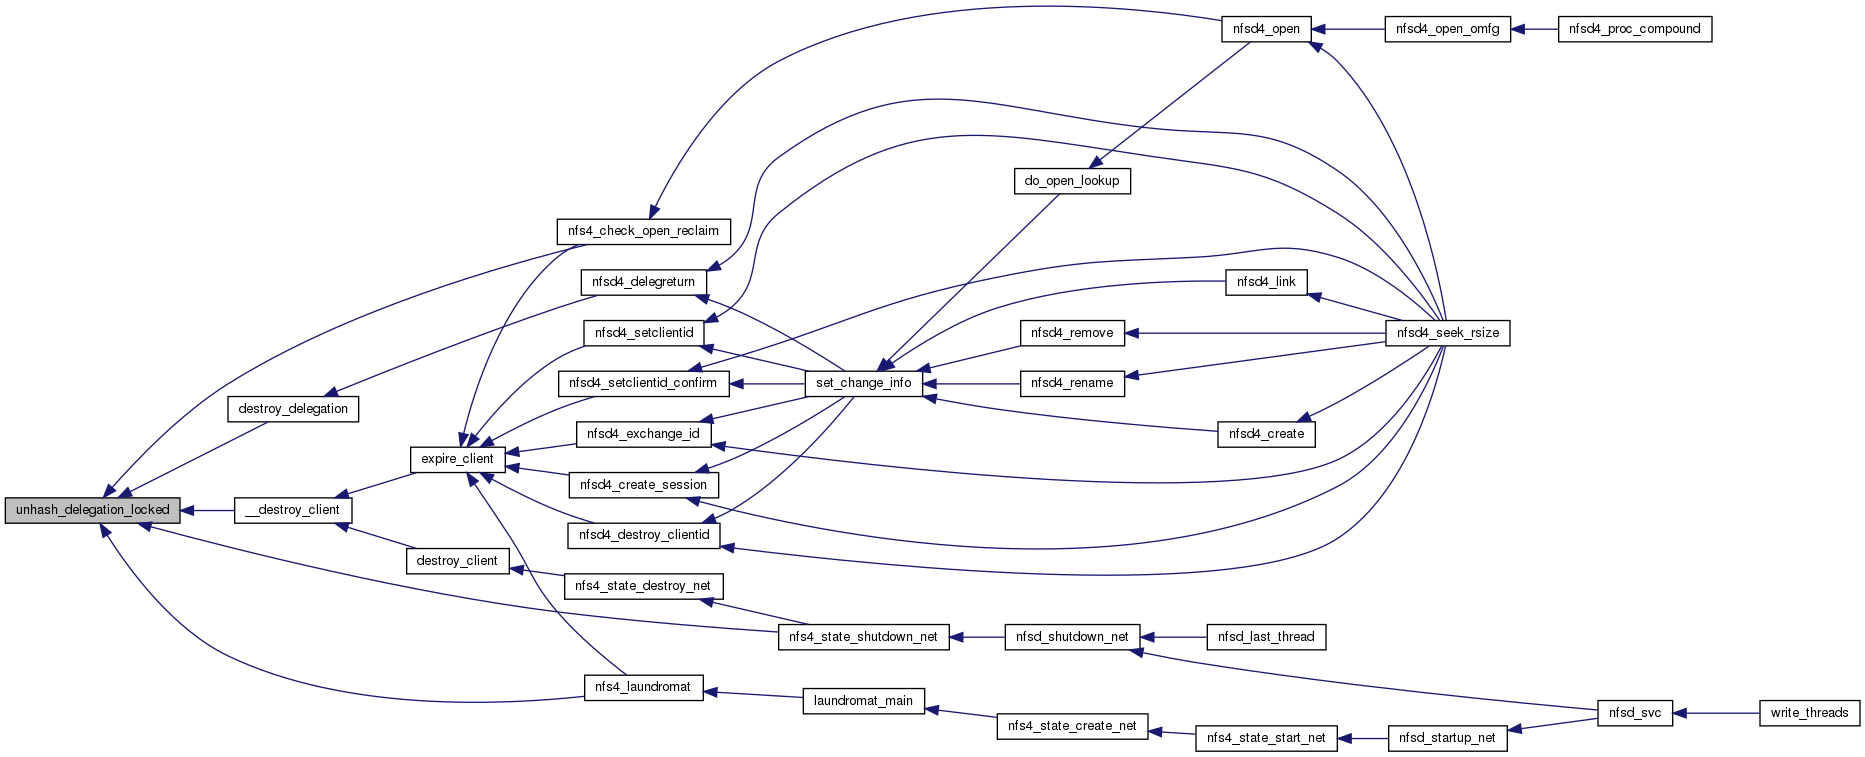 nfsd4_open
nfsd4_open_omfg
nfsd4_proc_compound
do_open_lookup
nfs4_check_open_reclaim
nfsd4_delegreturn
nfsd4_link
nfsd4_setclientid
nfsd4_remove
nfsd4_seek_rsize
nfsd4_setclientid_confirm
set_change_info
nfsd4_rename
destroy_delegation
nfsd4_exchange_id
nfsd4_create
expire_client
nfsd4_create_session
unhash_delegation_locked
__destroy_client
nfsd4_destroy_clientid
destroy_client
nfs4_state_destroy_net
nfs4_state_shutdown_net
nfsd_shutdown_net
nfsd_last_thread
nfs4_laundromat
laundromat_main
nfsd_svc
write_threads
nfs4_state_create_net
nfs4_state_start_net
nfsd_startup_net